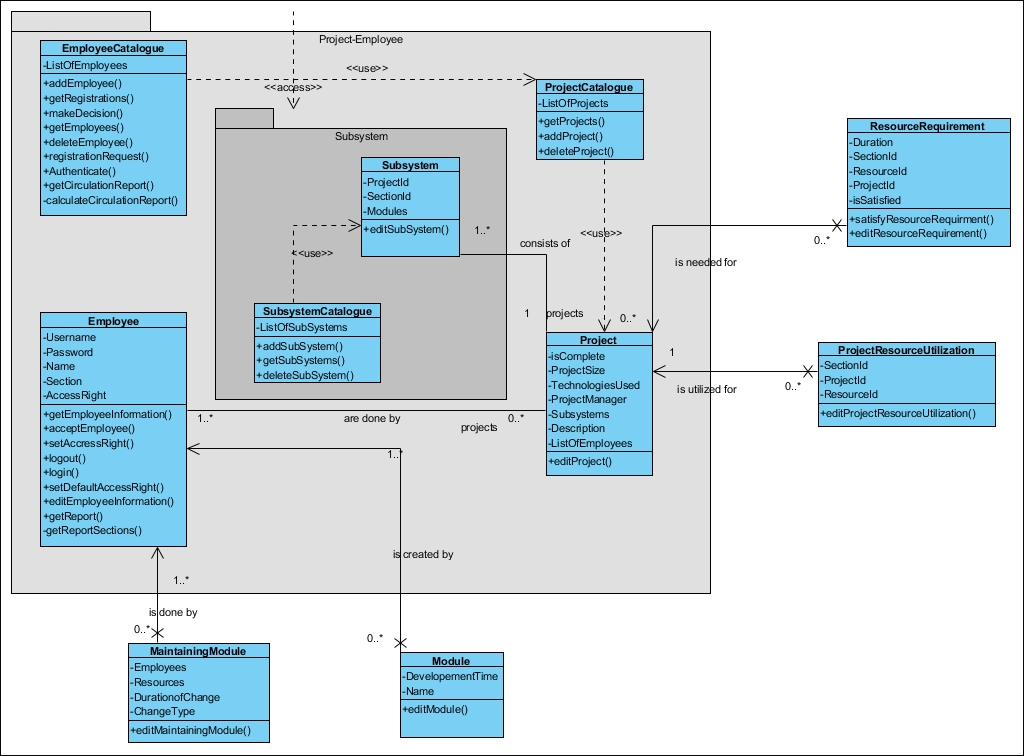 Project-Employee
EmployeeCatalogue
-ListOfEmployees
+addEmployee()
+getRegistrations()
+makeDecision()
+getEmployees()
+deleteEmployee()
+registrationRequest()
+Authenticate()
+getCirculationReport()
-calculateCirculationReport()
<<use>>
<<access>>
ProjectCatalogue
-ListOfProjects
+getProjects()
+addProject()
+deleteProject()
Subsystem
Subsystem
-ProjectId
-SectionId
-Modules
+editSubSystem()
1..*
consists of
<<use>>
<<use>>
ResourceRequirement
-Duration
-SectionId
-ResourceId
-ProjectId
-isSatisfied
+satisfyResourceRequirment()
+editResourceRequirement()
0..*
is needed for
0..*
SubsystemCatalogue
-ListOfSubSystems
+addSubSystem()
+getSubSystems()
+deleteSubSystem()
1
projects
Project
-isComplete
-ProjectSize
-TechnologiesUsed
-ProjectManager
-Subsystems
-Description
-ListOfEmployees
+editProject()
1
is utilized for
0..*
ProjectResourceUtilization
-SectionId
-ProjectId
-ResourceId
+editProjectResourceUtilization()
Employee
-Username
-Password
-Name
-Section
-AccessRight
+getEmployeeInformation()
+acceptEmployee()
+setAccressRight()
+logout()
+login()
+setDefaultAccessRight()
+editEmployeeInformation()
+getReport()
-getReportSections()
1..*
are done by
0..*
projects
1..*
is created by
0..*
1..*
is done by
0..*
MaintainingModule
-Employees
-Resources
-DurationofChange
-ChangeType
+editMaintainingModule()
Module
-DevelopementTime
-Name
+editModule()